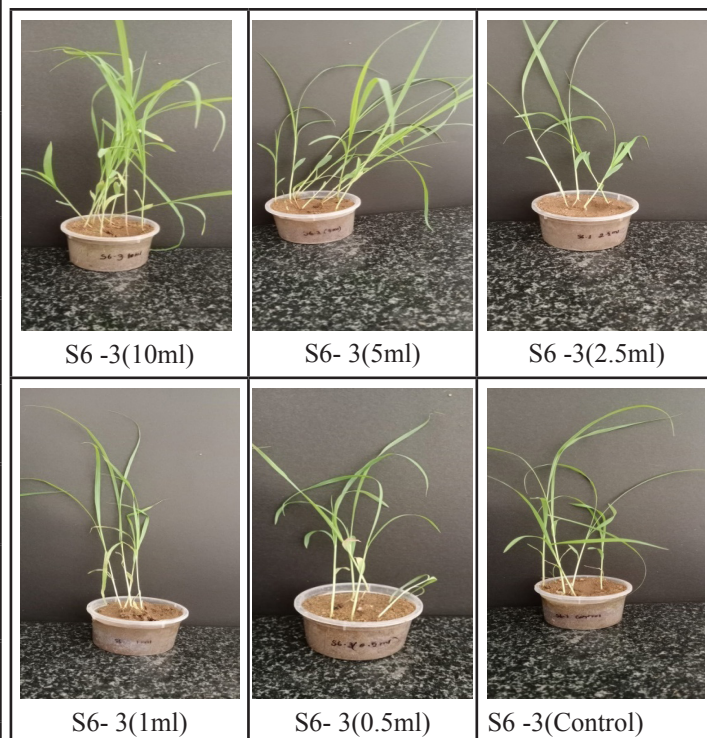 S6 -3(10ml)
S6- 3(5ml)
S6 -3(2.5ml)
S6- 3(1ml)
S6- 3(0.5ml)
S6 -3(Control)